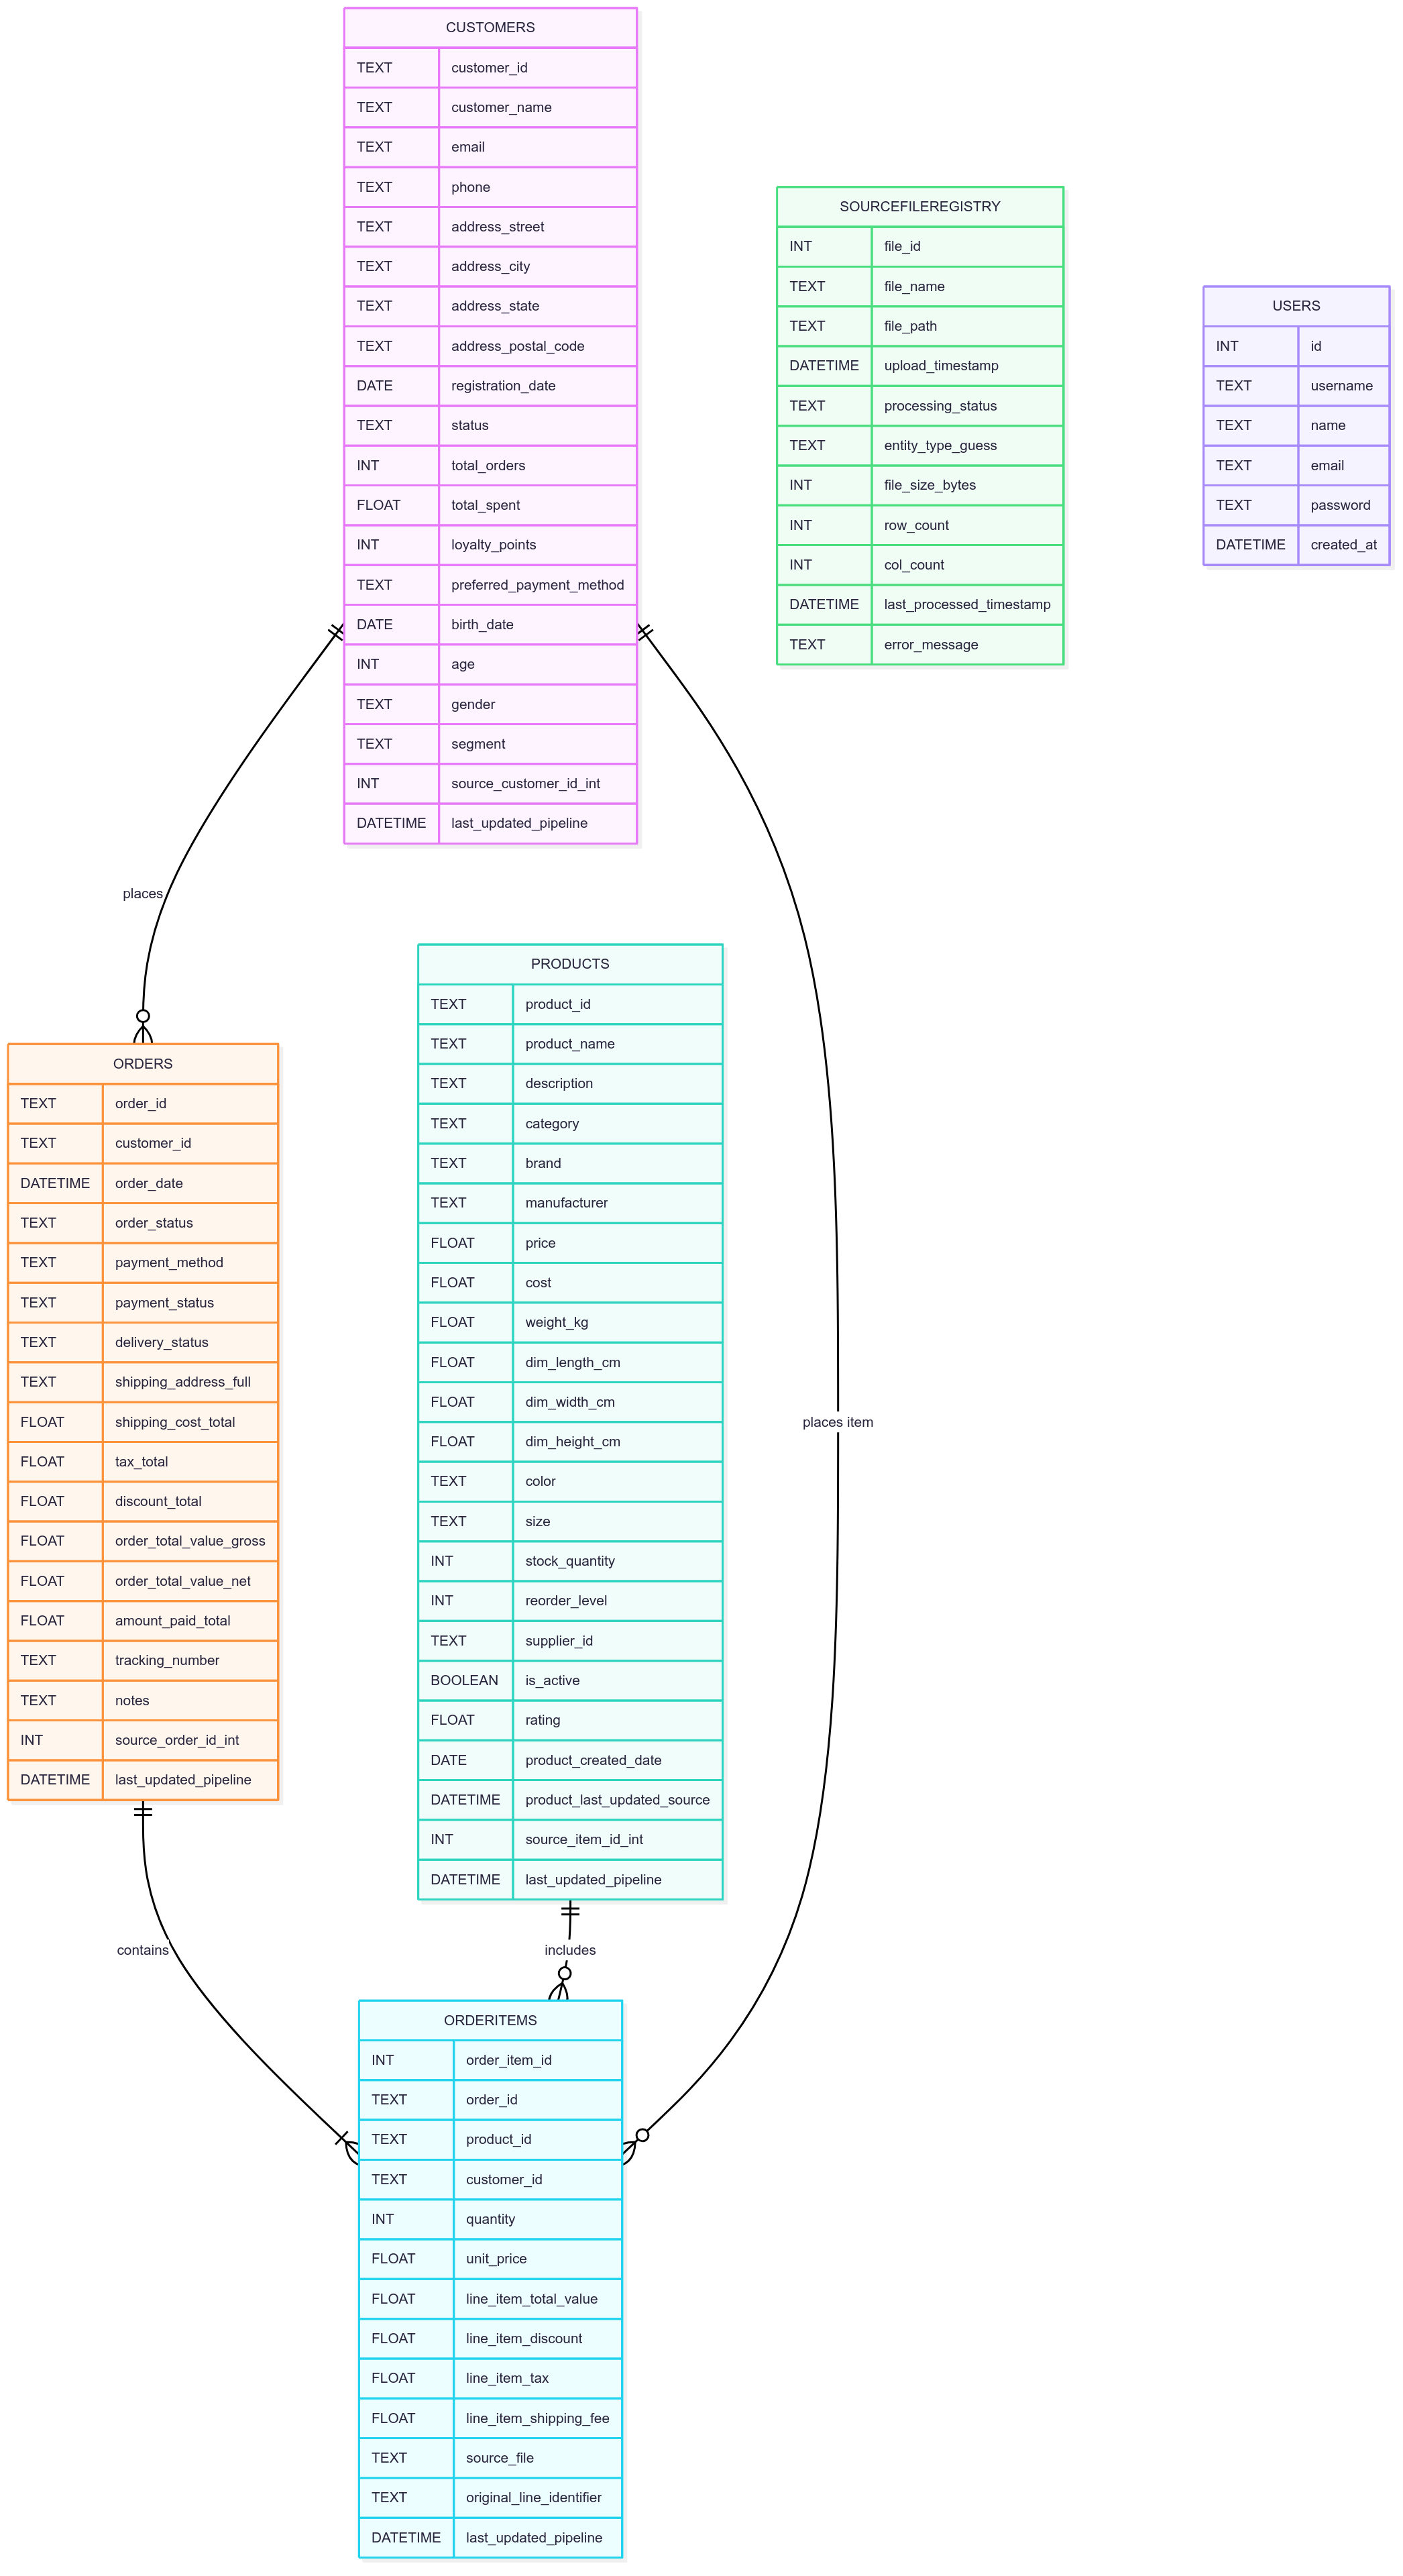 CUSTOMERS
TEXT customer_id
TEXT customer_name
TEXT email
TEXT phone
TEXT address_street
TEXT address_city
TEXT address_state
TEXT address_postal_code
DATE registration_date
TEXT status
INT total_orders
FLOAT total_spent
INT loyalty_points
TEXT preferred_payment_method
DATE birth_date
INT age
TEXT gender
TEXT segment
INT source_customer_id_int
DATETIME last_updated_pipeline
SOURCEFILEREGISTRY
INT file_id
TEXT file_name
TEXT file_path
DATETIME upload_timestamp
TEXT processing_status
TEXT entity_type_guess
INT file_size_bytes
INT row_count
INT col_count
DATETIME last_processed_timestamp
TEXT error_message
USERS
INT id
TEXT username
TEXT name
TEXT email
TEXT password
DATETIME created_at
places
ORDERS
TEXT order_id
TEXT customer_id
DATETIME order_date
TEXT order_status
TEXT payment_method
TEXT payment_status
TEXT delivery_status
TEXT shipping_address_full
FLOAT shipping_cost_total
FLOAT tax_total
FLOAT discount_total
FLOAT order_total_value_gross
FLOAT order_total_value_net
FLOAT amount_paid_total
TEXT tracking_number
TEXT notes
INT source_order_id_int
DATETIME last_updated_pipeline
PRODUCTS
TEXT product_id
TEXT product_name
TEXT description
TEXT category
TEXT brand
TEXT manufacturer
FLOAT price
FLOAT cost
FLOAT weight_kg
FLOAT dim_length_cm
FLOAT dim_width_cm
FLOAT dim_height_cm
TEXT color
TEXT size
INT stock_quantity
INT reorder_level
TEXT supplier_id
BOOLEAN is_active
FLOAT rating
DATE product_created_date
DATETIME product_last_updated_source
INT source_item_id_int
DATETIME last_updated_pipeline
places item
contains
includes
ORDERITEMS
INT order_item_id
TEXT order_id
TEXT product_id
TEXT customer_id
INT quantity
FLOAT unit_price
FLOAT line_item_total_value
FLOAT line_item_discount
FLOAT line_item_tax
FLOAT line_item_shipping_fee
TEXT source_file
TEXT original_line_identifier
DATETIME last_updated_pipeline